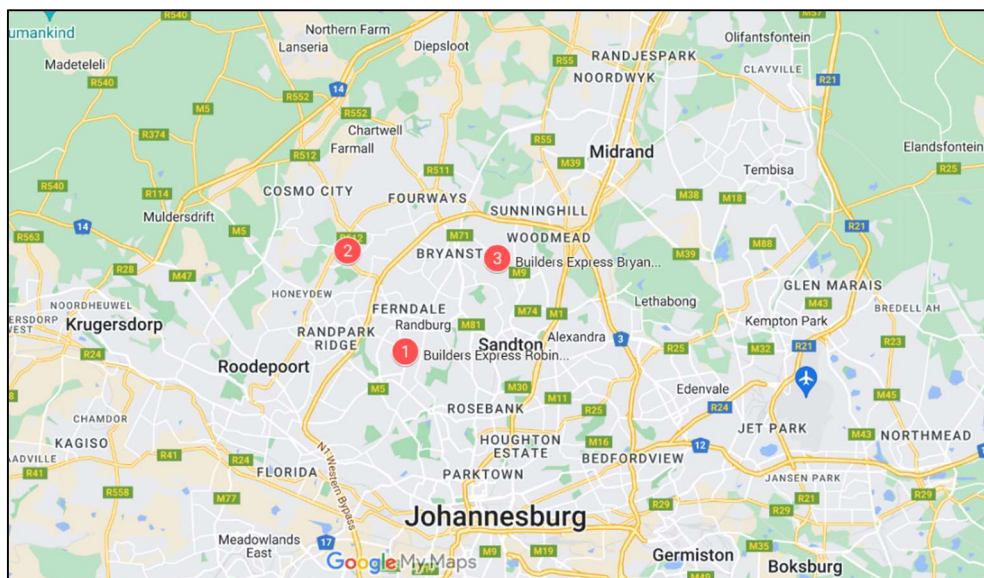 umankind
Madeteleli
R540
Northern Farm
Lanseria
Diepsloot
R55
RANDJESPARK
NOORDWYK
M57
Olifantsfontein
CLAYVILLE
R21
R540
M5
R552
14
R552
Chartwell
Farmall
R374
R512
R55
M39
Midrand
Tembisa
Elandsfontein
R25
R540
R114
COSMO CITY
R511
FOURWAYS
SUNNINGHILL
M38
M18
Muldersdrift
14
R563
M5
M71
WOODMEAD
R21
M88
R28
M47
2
BRYANST
3
Builders Express Bryan...
M9
HONEYDEW
FERNDALE
Randburg
M81
M74
M1
Lethabong
GLEN MARAIS
M43
BREDELL AH
NOORDHEUWEL
Krugersdorp
WEST
R24
RANDPARK
RIDGE
1
Builders Express Robin...
Sandton
Alexandra
3
R25
Kempton Park
M32
R21
R23
Roodepoort
M5
M30
M11
R25
Edenvale
R24
M45
CHAMDOR
KAGISO
ROSEBANK
HOUGHTON
ESTATE
M16
BEDFORDVIEW
12
JET PARK
M43
NORTHMEAD
R41
R41
R24
FLORIDA
N1 Western Bypass
PARKTOWN
JANSEN PARK
R558
M77
R29
R21
R29
R29
Johannesburg
Meadowlands
East
17
Google My Maps
M9
M19
Germiston
M35
Boksburg